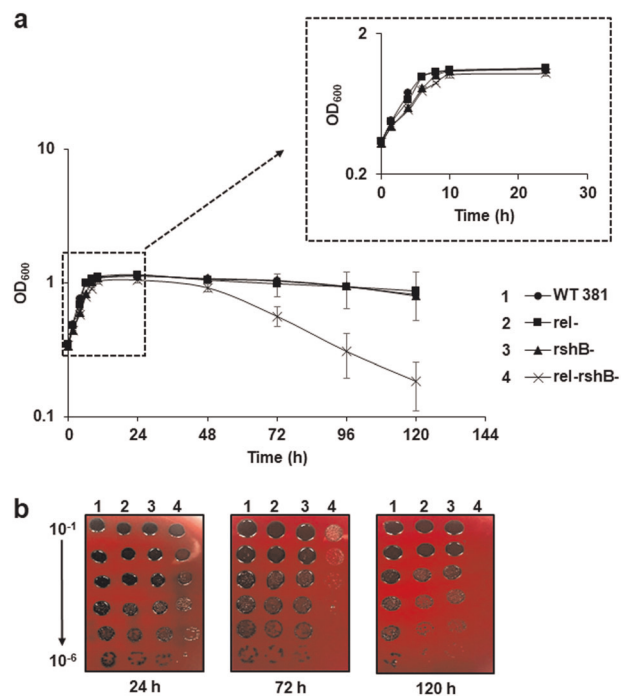 a
2
OD600
0.2
0 10 20 30
Time (h)
10
1
OD600
0.1
0 24 48 72 96 120 144
Time (h)
1 WT 381
2 rel-
3 rshB-
4 rel-rshB-
b
1 2 3 4 1 2 3 4 1 2 3 4
10-1
10-6
24 h 72 h 120 h